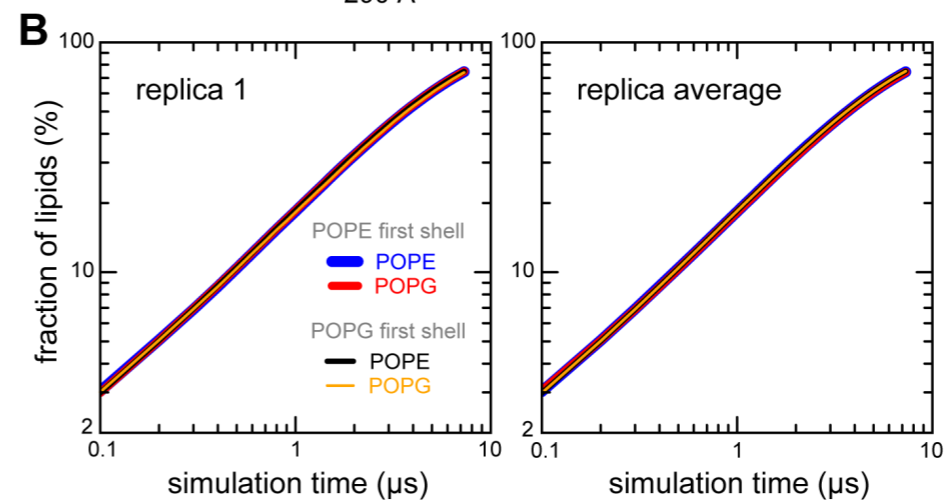 B
fraction of lipids (%)
100
10
2
replica 1
POPE first shell
POPE
POPG
POPG first shell
POPE
POPG
0.1
1
10
simulation time (μs)
100
10
2
replica average
0.1
1
10
simulation time (μs)